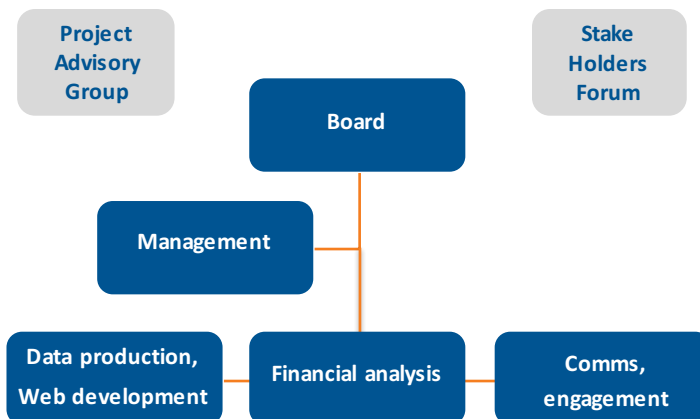 Project
Advisory
Group
Stake
Holders
Forum
Board
Management
Data production,
Web development
Financial analysis
Comms,
engagement